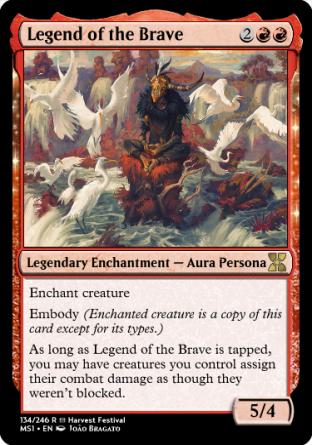 Legend of the Brave 2
Legendary Enchantment — Aura Persona
Enchant creature
Embody (Enchanted creature is a copy of this
card except for its types.)
As long as Legend of the Brave is tapped,
you may have creatures you control assign
their combat damage as though they
weren't blocked.
5/4
134/246 R Harvest Festival
MS1 • EN João Bragato